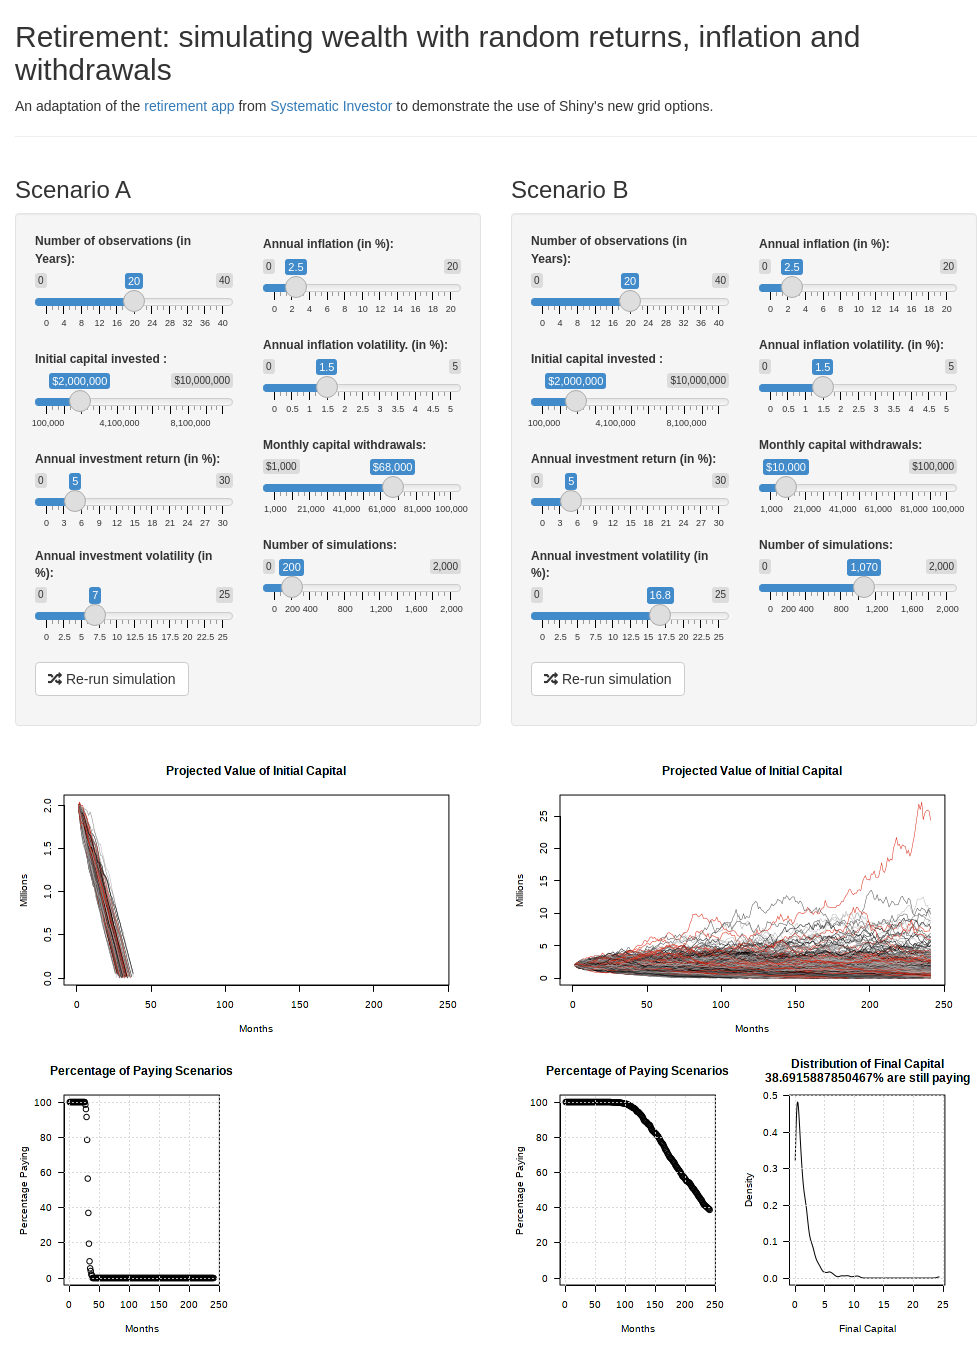 Retirement: simulating wealth with random returns, inflation and
withdrawals
An adaptation of the retirement app from Systematic Investor to demonstrate the use of Shiny's new grid options.
Scenario A
Number of observations (in
Years):
0 20 40
0 4 8 12 16 20 24 28 32 36 40
Initial capital invested :
$2,000,000 $10,000,000
100,000 4,100,000 8,100,000
Annual investment return (in %):
0 5 30
0 3 6 9 12 15 18 21 24 27 30
Annual investment volatility (in
%):
0 7 25
0 2.5 5 7.5 10 12.5 15 17.5 20 22.5 25
Re-run simulation
Annual inflation (in %):
0 2.5 20
0 2 4 6 8 10 12 14 16 18 20
Annual inflation volatility. (in %):
0 1.5 5
0 0.5 1 1.5 2 2.5 3 3.5 4 4.5 5
Monthly capital withdrawals:
$1,000 $68,000
1,000 21,000 41,000 61,000 81,000 100,000
Number of simulations:
0 200 2,000
0 200 400 800 1,200 1,600 2,000
Scenario B
Number of observations (in
Years):
0 20 40
0 4 8 12 16 20 24 28 32 36 40
Initial capital invested :
$2,000,000 $10,000,000
100,000 4,100,000 8,100,000
Annual investment return (in %):
0 5 30
0 3 6 9 12 15 18 21 24 27 30
Annual investment volatility (in
%):
0 16.8 25
0 2.5 5 7.5 10 12.5 15 17.5 20 22.5 25
Re-run simulation
Annual inflation (in %):
0 2.5 20
0 2 4 6 8 10 12 14 16 18 20
Annual inflation volatility. (in %):
0 1.5 5
0 0.5 1 1.5 2 2.5 3 3.5 4 4.5 5
Monthly capital withdrawals:
$10,000 $100,000
1,000 21,000 41,000 61,000 81,000 100,000
Number of simulations:
0 1,070 2,000
0 200 400 800 1,200 1,600 2,000
Projected Value of Initial Capital
Millions
2.0
1.5
1.0
0.5
0.0
0 50 100 150 200 250
Months
Projected Value of Initial Capital
Millions
25
20
15
10
5
0
0 50 100 150 200 250
Months
Percentage of Paying Scenarios
Percentage Paying
100
80
60
40
20
0
0 50 100 150 200 250
Months
Percentage of Paying Scenarios
Percentage Paying
100
80
60
40
20
0
0 50 100 150 200 250
Months
Distribution of Final Capital
38.6915887850467% are still paying
Density
0.5
0.4
0.3
0.2
0.1
0.0
0 5 10 15 20 25
Final Capital